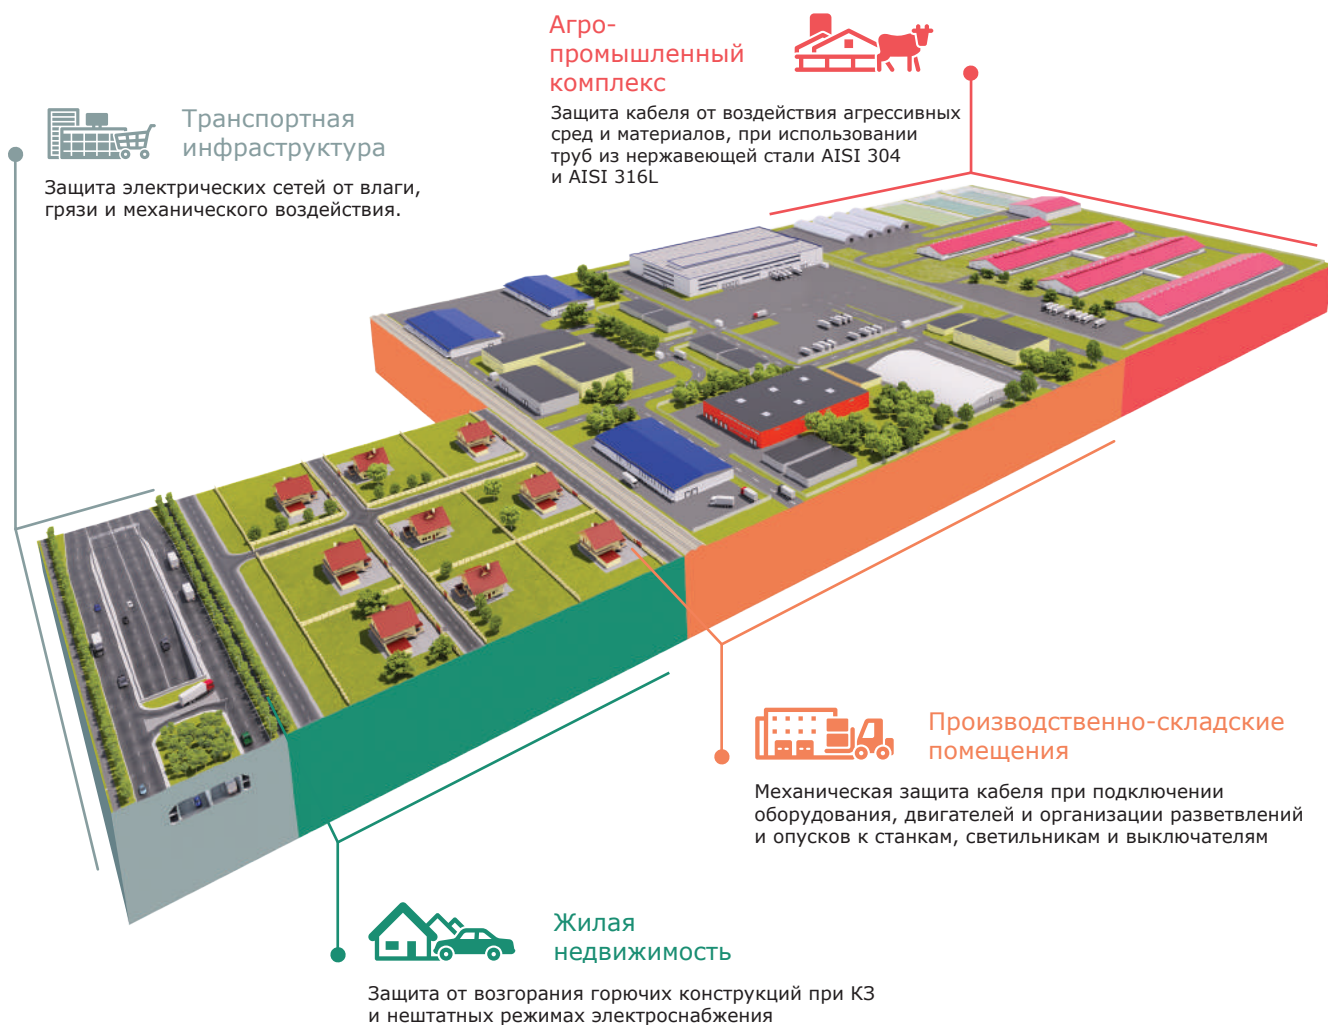 Агро-
промышленный
комплекс
Защита кабеля от воздействия агрессивных
сред и материалов, при использовании
труб из нержавеющей стали AISI 304
и AISI 316L
Транспортная
инфраструктура
Защита электрических сетей от влаги,
грязи и механического воздействия.
Производственно-складские
помещения
Механическая защита кабеля при подключении
оборудования, двигателей и организации разветвлений
и опусков к станкам, светильникам и выключателям
Жилая
недвижимость
Защита от возгорания горючих конструкций при КЗ
и нештатных режимах электроснабжения